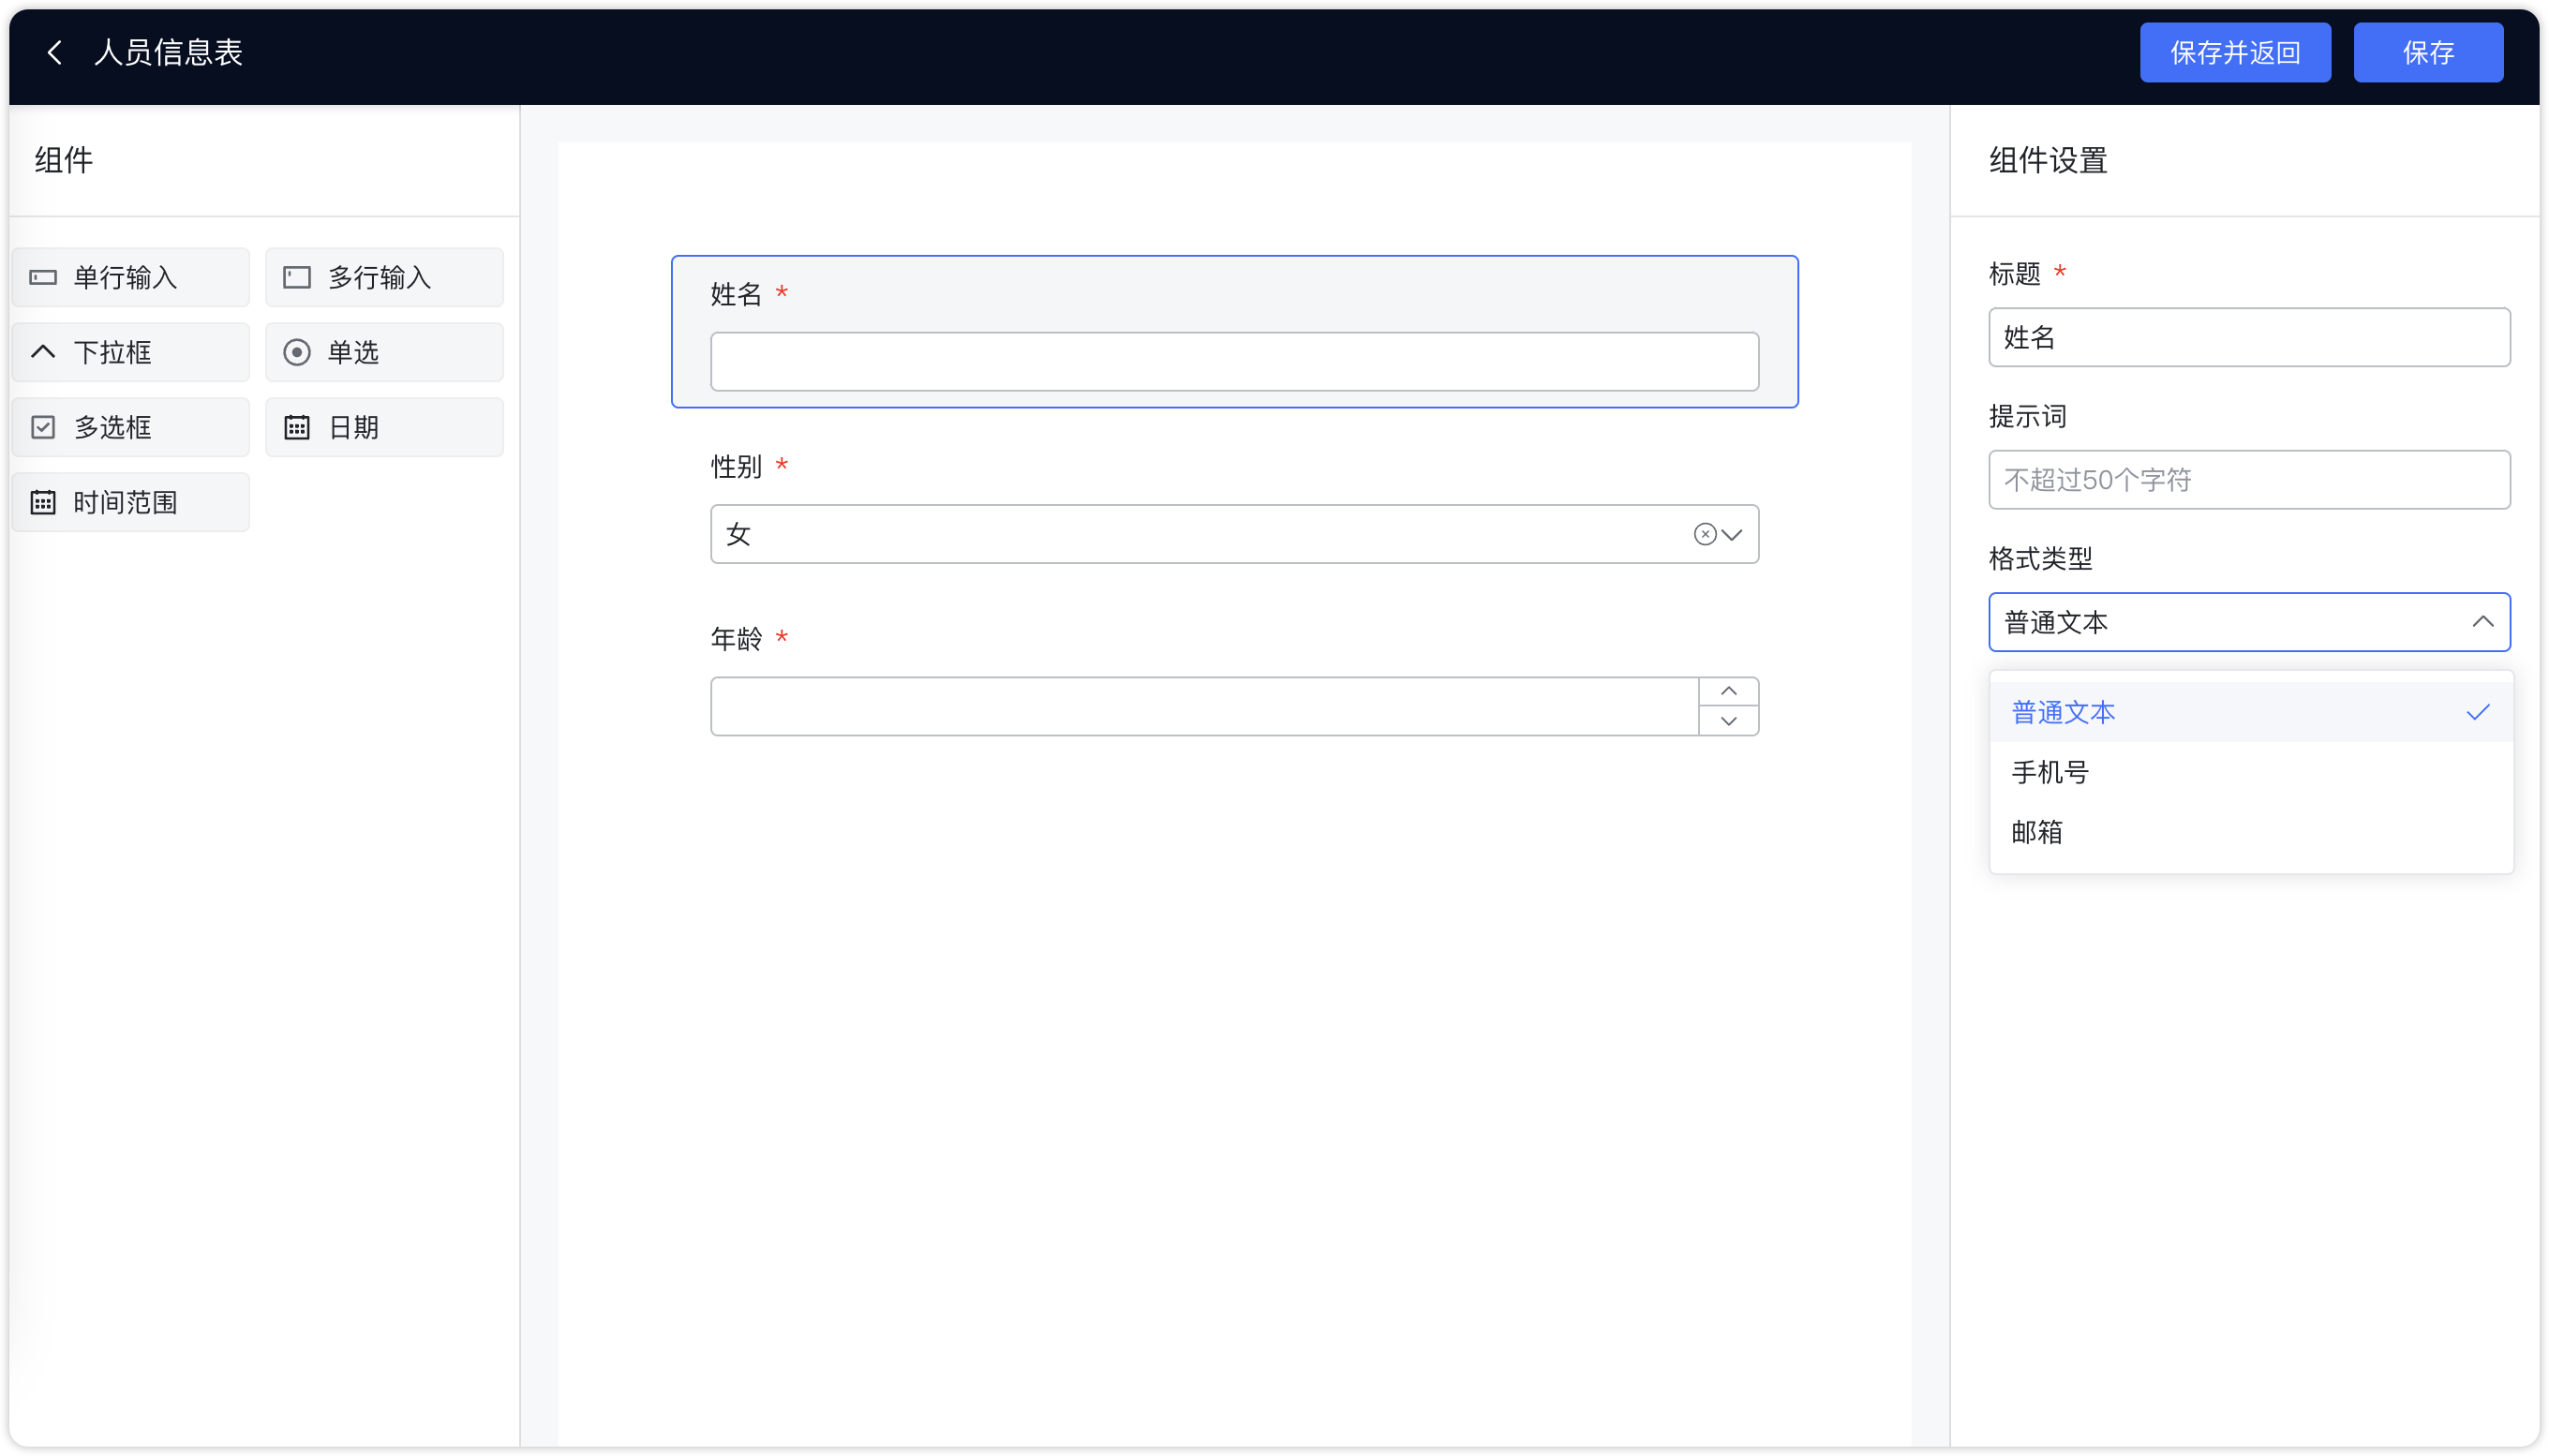 人员信息表
保存并返回
保存
组件
单行输入
多行输入
下拉框
单选
多选框
日期
时间范围
姓名 *
性别 *
女
年龄 *
组件设置
标题 *
姓名
提示词
不超过50个字符
格式类型
普通文本
普通文本
手机号
邮箱